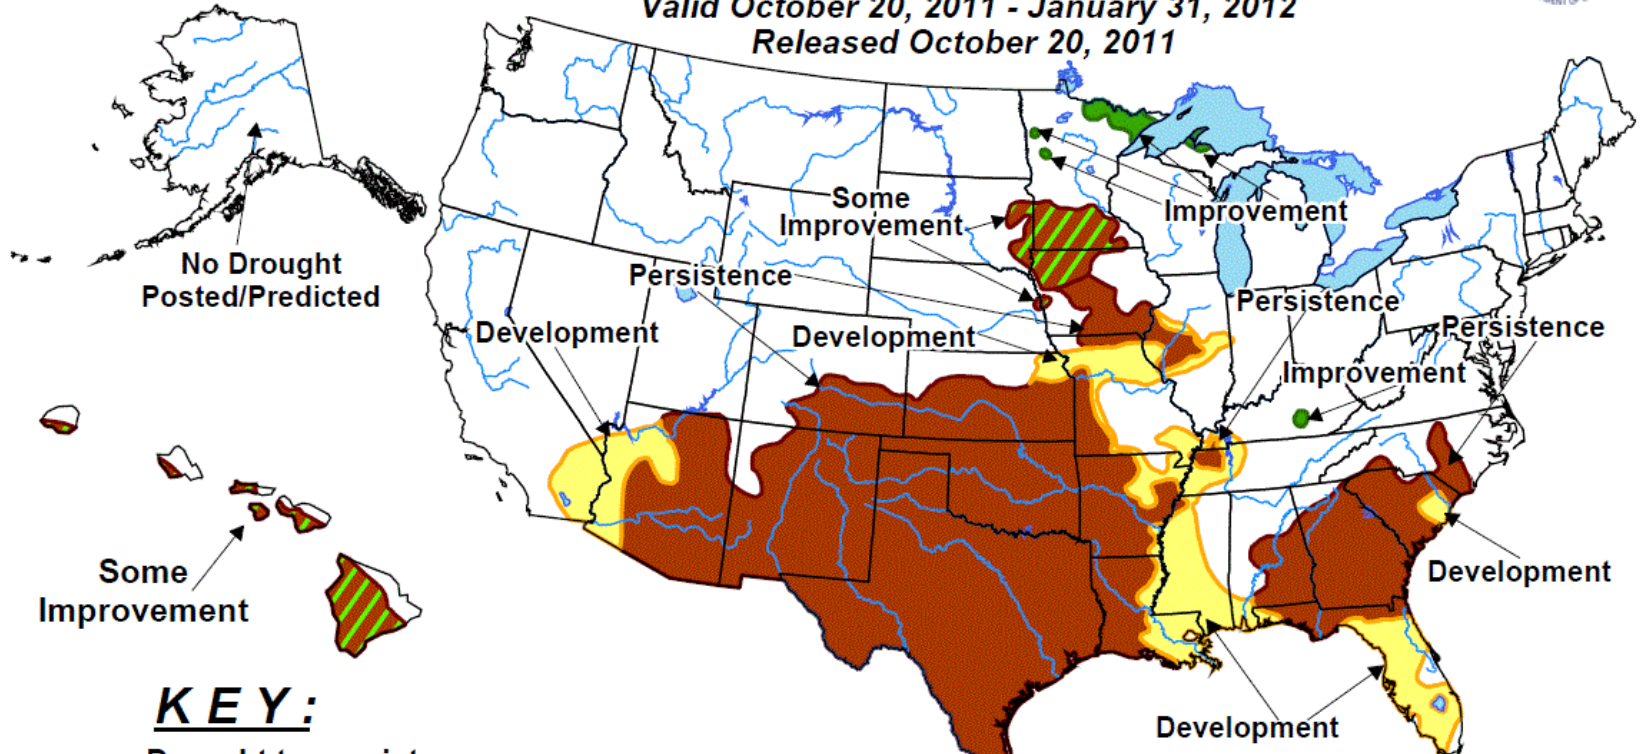 Valid October 20, 2011 - January 31, 2012
Released October 20, 2011
No Drought
Posted/Predicted
Some
Improvement
Improvement
Persistence
Development
Development
Persistence
Persistence
Improvement
Development
Some
Improvement
Development
KEY: